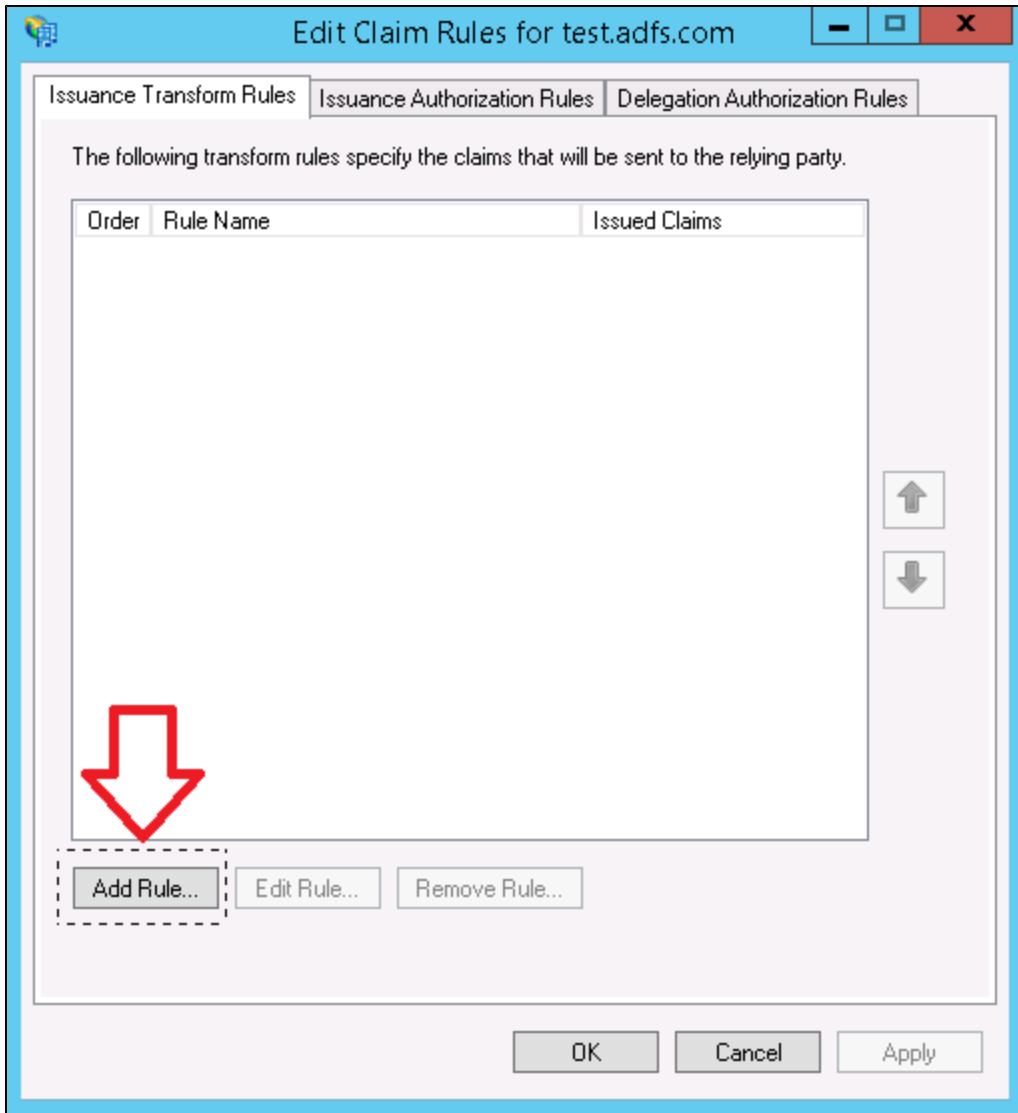 Edit Claim Rules for test.adfs.com
Issuance Transform Rules Issuance Authorization Rules Delegation Authorization Rules
The following transform rules specify the claims that will be sent to the relying party.
Order Rule Name Issued Claims
Add Rule... Edit Rule... Remove Rule...
OK Cancel Apply